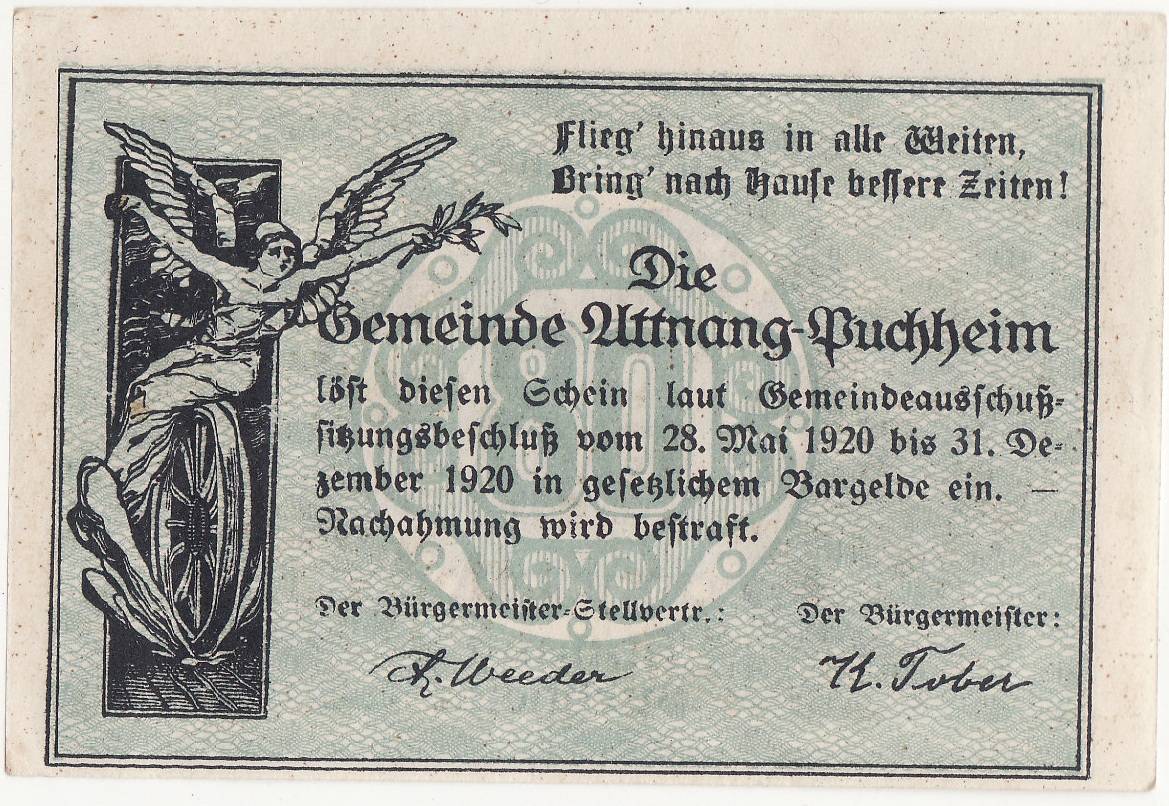 Flieg' hinaus in alle Weiten,
Bring' nach Hause bessere Zeiten!
Die
Gemeinde Attnang-Puchheim
80
löst diesen Schein laut Gemeindeausschuß-
sitzungsbeschluß vom 28. Mai 1920 bis 31. De-
zember 1920 in gesetzlichem Bargelde ein. —
Nachahmung wird bestraft.
Der Bürgermeister-Stellvertr.: Der Bürgermeister:
Weeder K. Tober